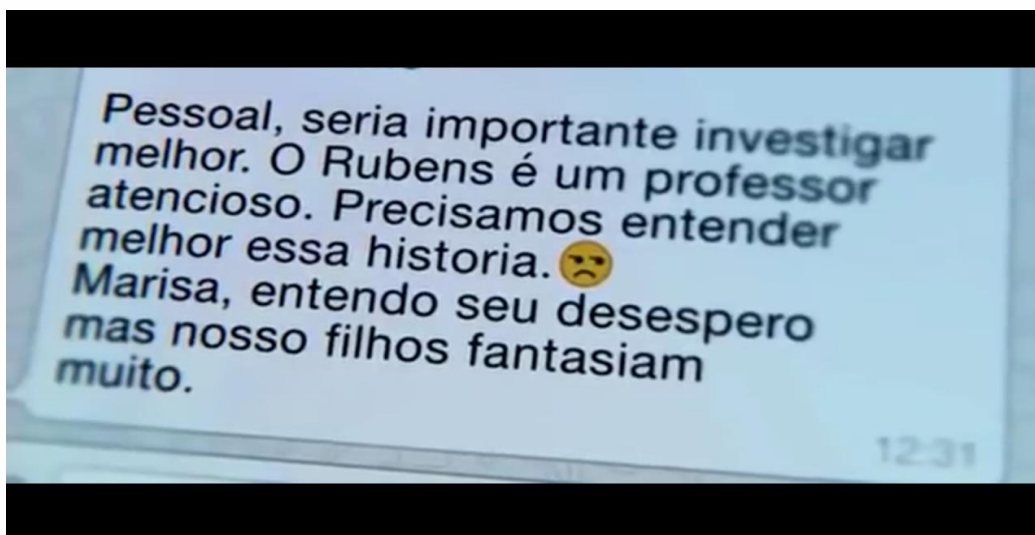 Pessoal, seria importante investigar
melhor. O Rubens é um professor
atencioso. Precisamos entender
melhor essa historia.😒
Marisa, entendo seu desespero
mas nosso filhos fantasiam
muito.
12:31